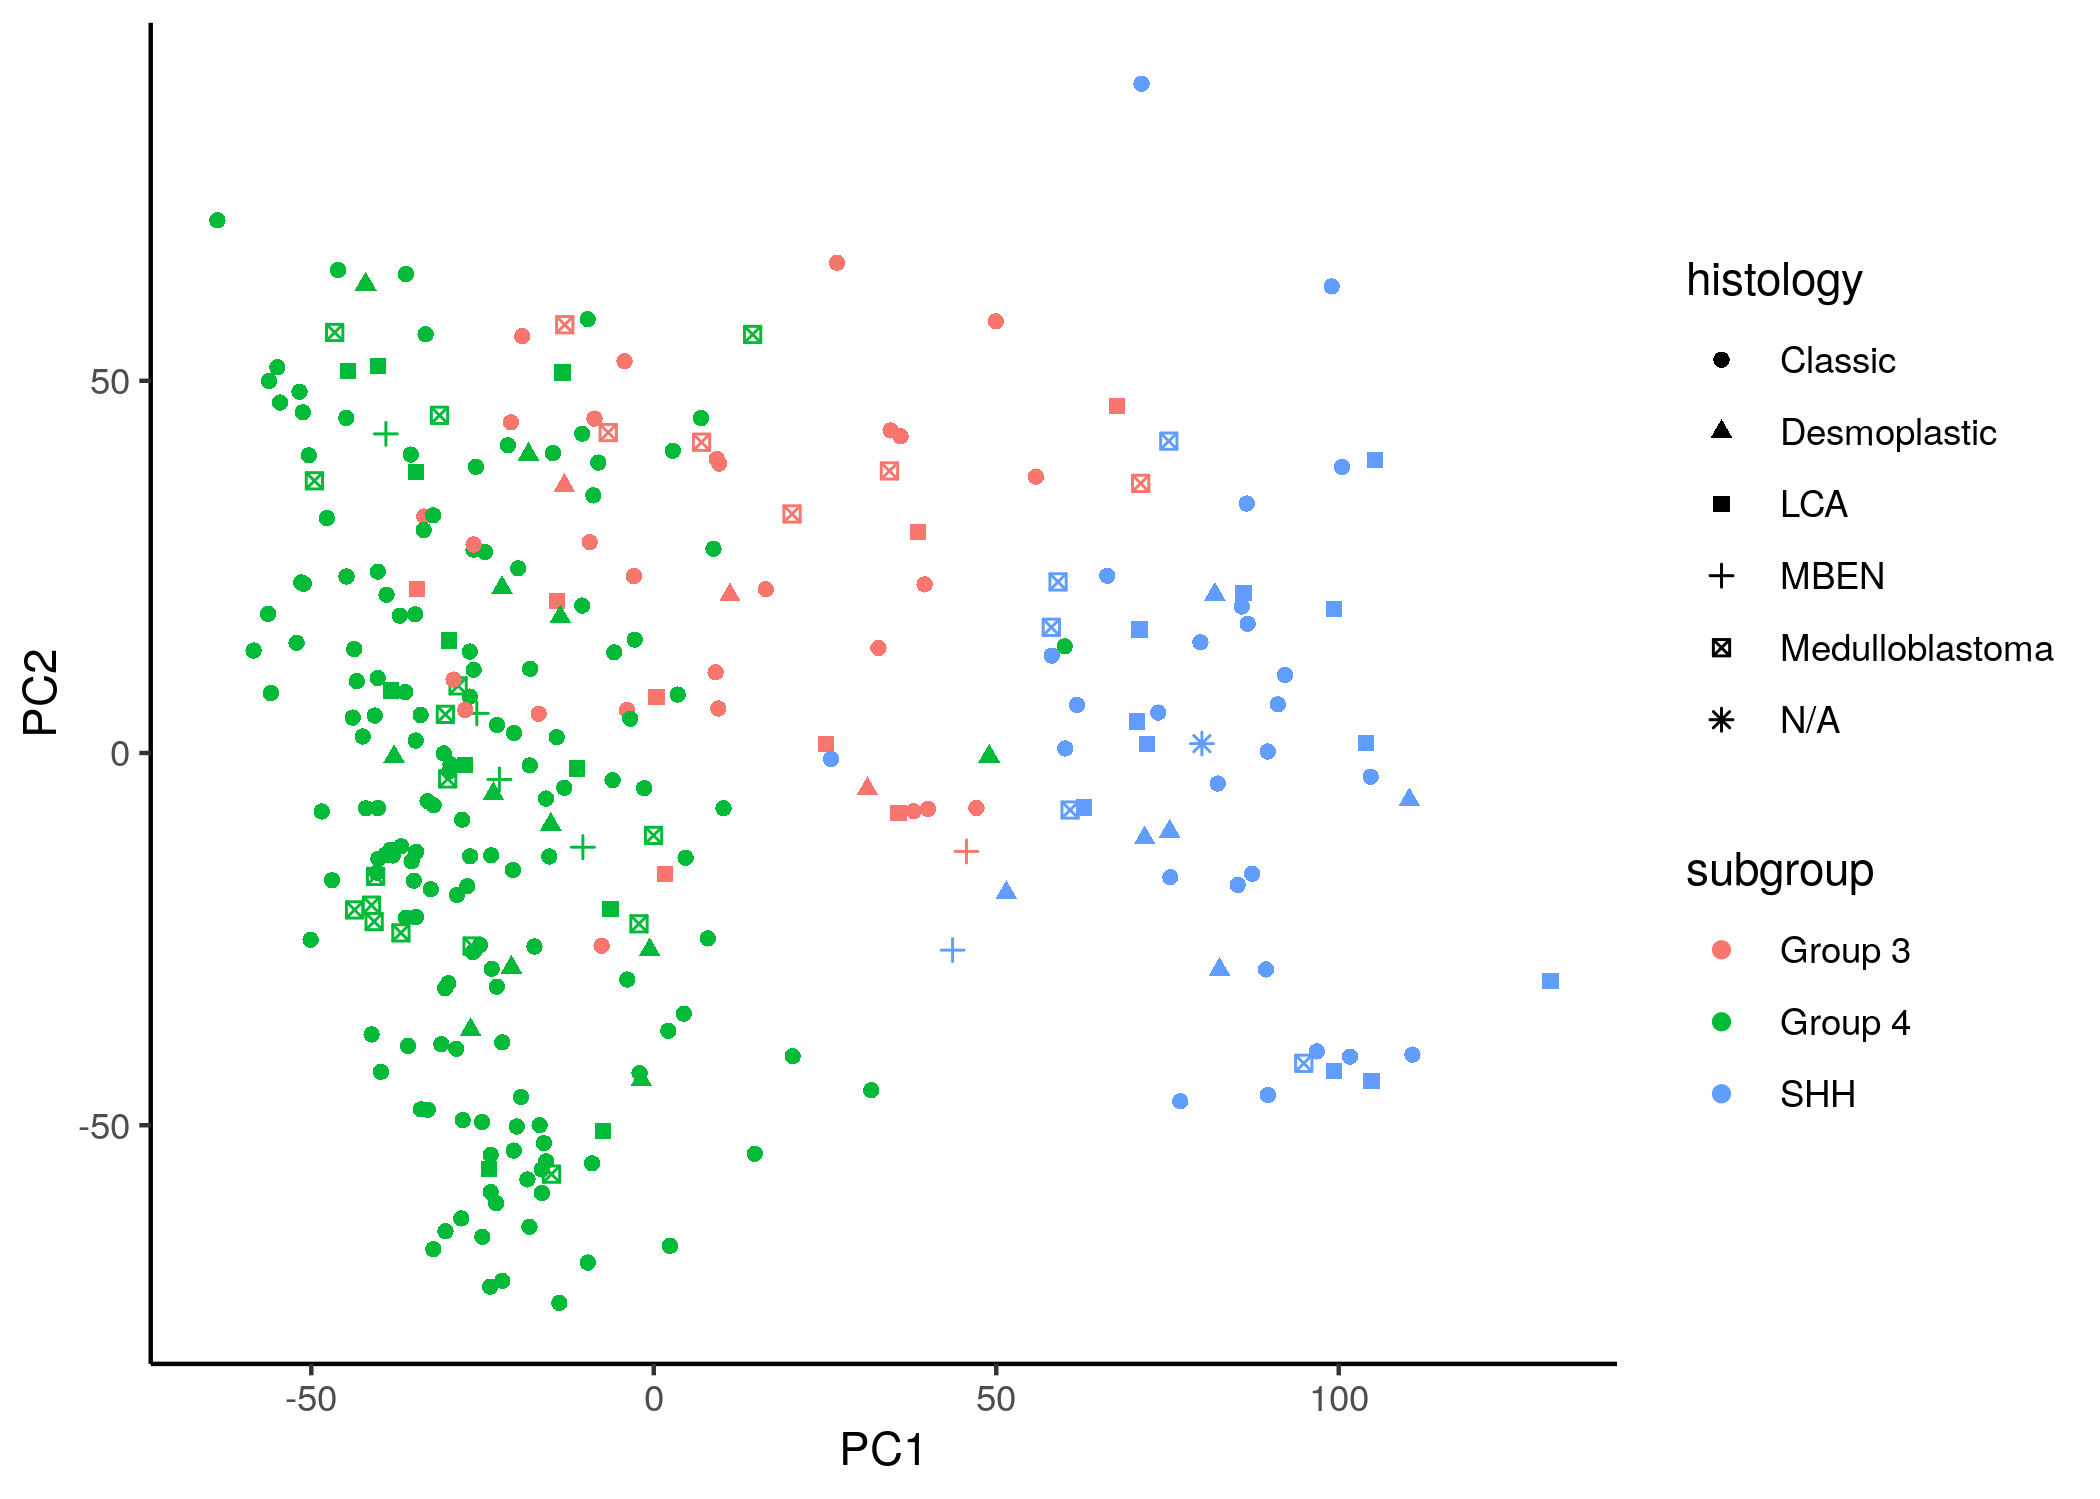 50
0
-50
PC2
-50
0
50
100
PC1
histology
Classic
Desmoplastic
LCA
MBEN
Medulloblastoma
N/A
subgroup
Group 3
Group 4
SHH